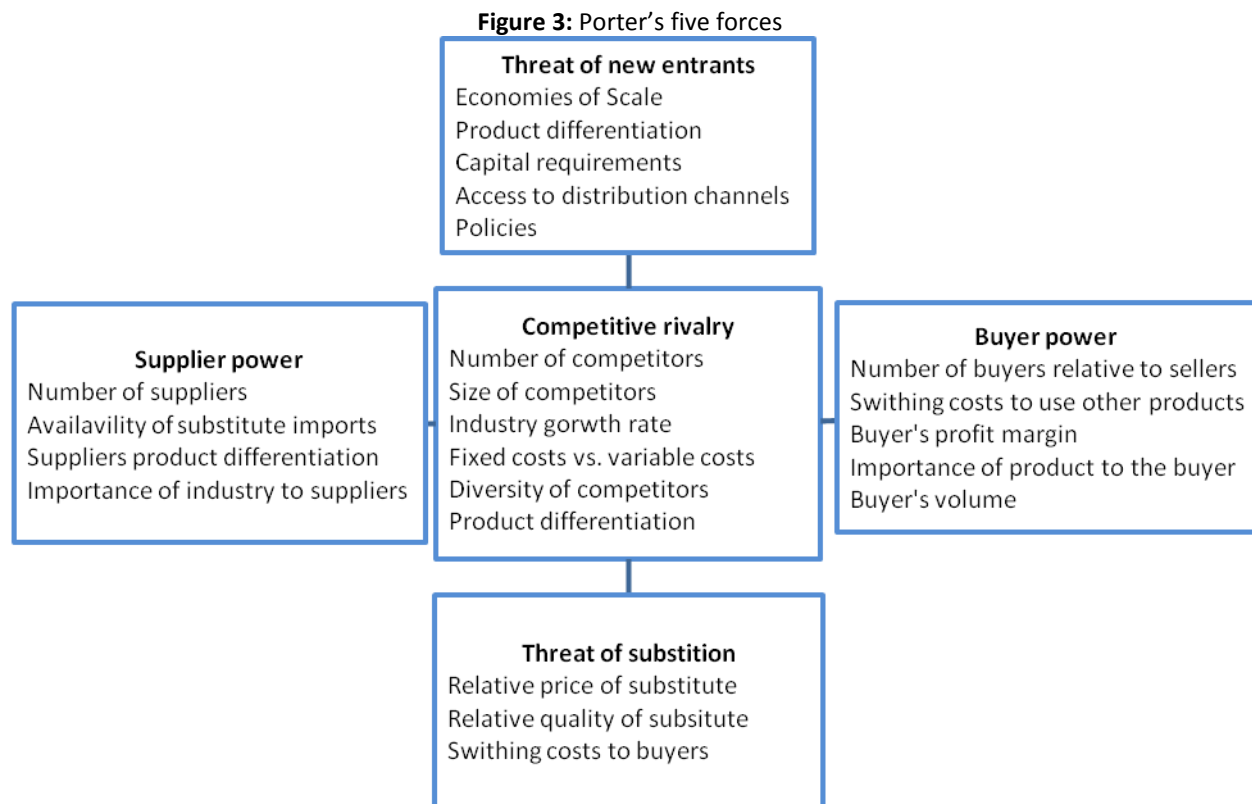 Figure 3: Porter’s five forces
Threat of new entrants
Economies of Scale
Product differentiation
Capital requirements
Access to distribution channels
Policies
Supplier power
Number of suppliers
Availavility of substitute imports
Suppliers product differentiation
Importance of industry to suppliers
Competitive rivalry
Number of competitors
Size of competitors
Industry gorwth rate
Fixed costs vs. variable costs
Diversity of competitors
Product differentiation
Buyer power
Number of buyers relative to sellers
Swithing costs to use other products
Buyer's profit margin
Importance of product to the buyer
Buyer's volume
Threat of substition
Relative price of substitute
Relative quality of subsitute
Swithing costs to buyers